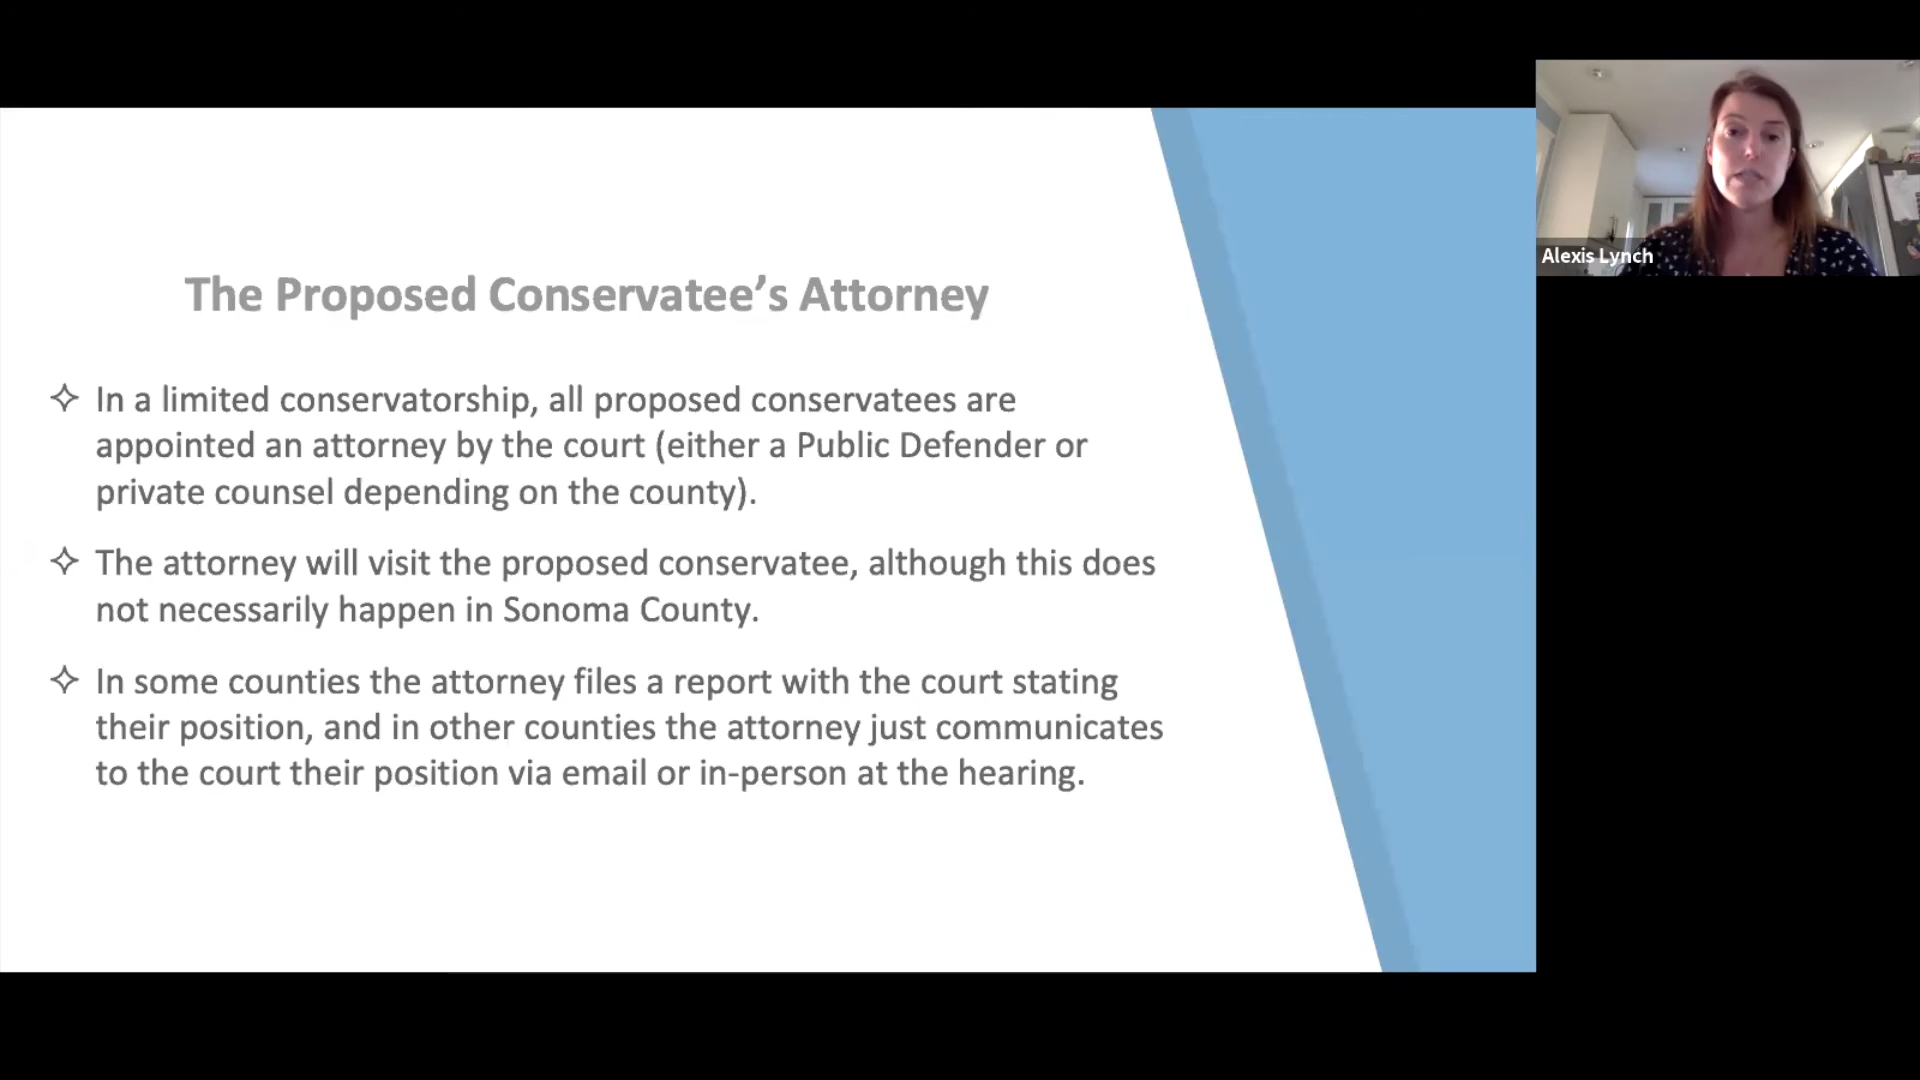 The Proposed Conservatee’s Attorney
✧ In a limited conservatorship, all proposed conservatees are
appointed an attorney by the court (either a Public Defender or
private counsel depending on the county).
✧ The attorney will visit the proposed conservatee, although this does
not necessarily happen in Sonoma County.
✧ In some counties the attorney files a report with the court stating
their position, and in other counties the attorney just communicates
to the court their position via email or in-person at the hearing.
Alexis Lynch